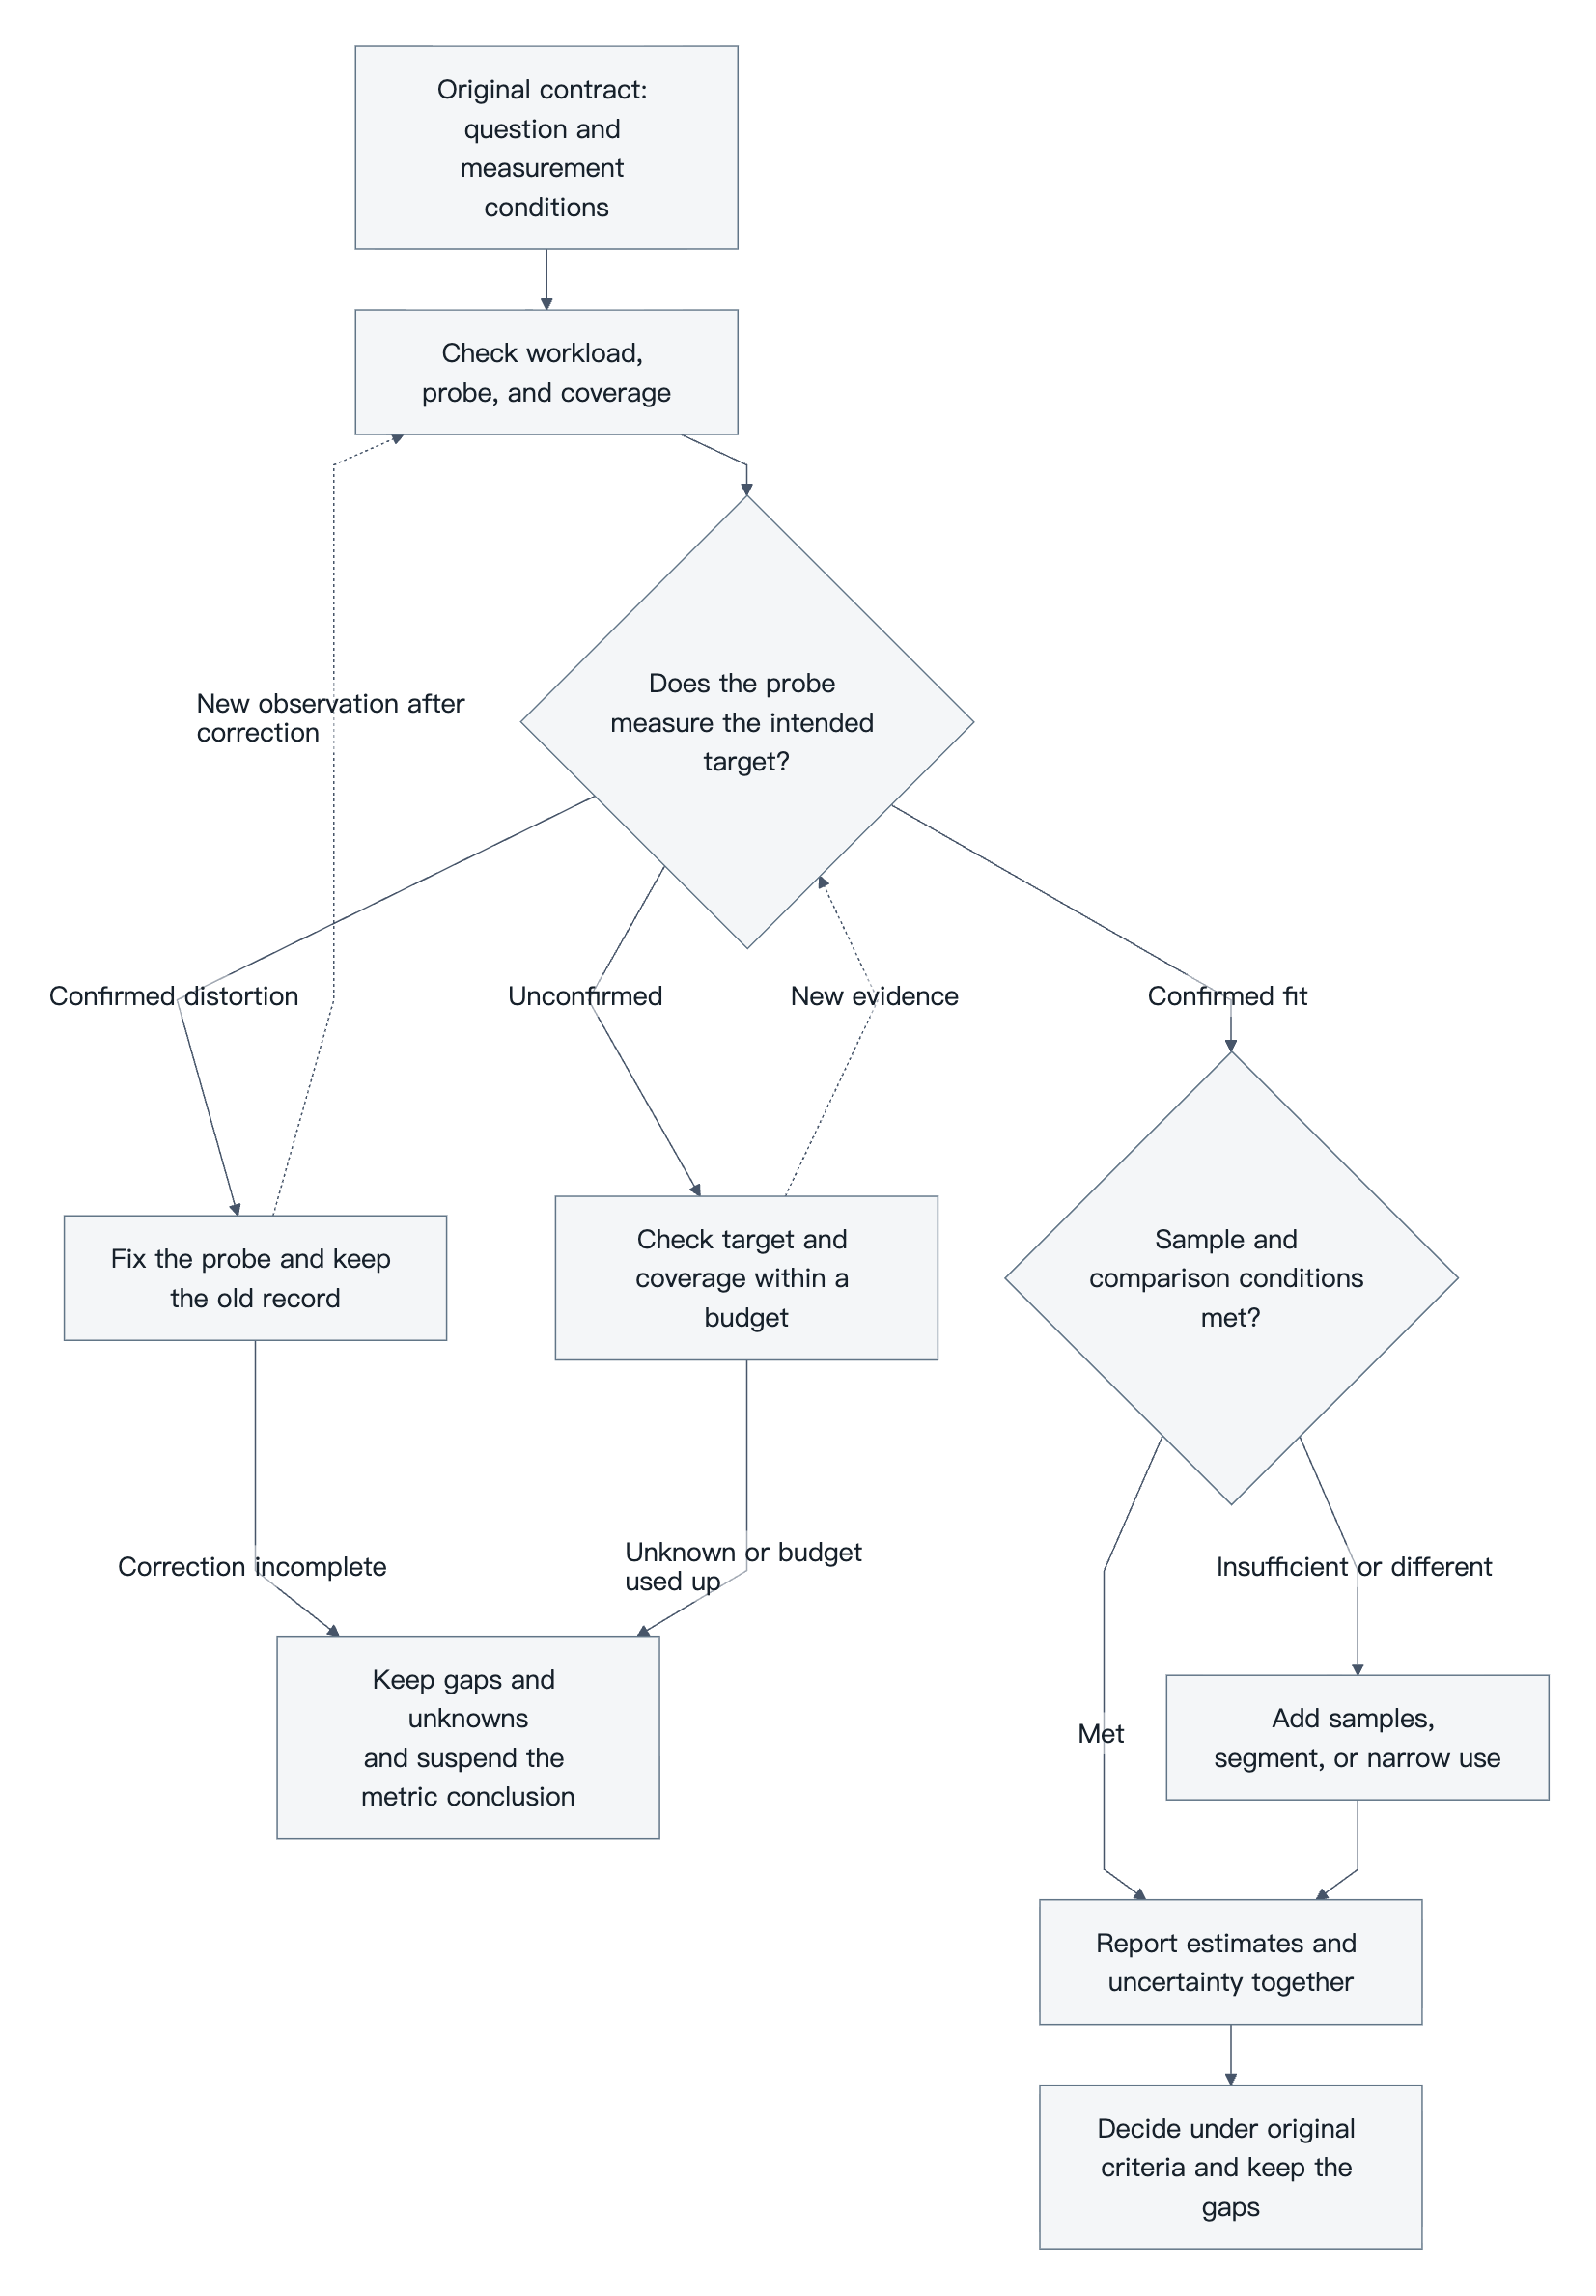 Original contract:
question and
measurement
conditions
Check workload,
probe, and coverage
Does the probe
measure the intended
target?
New observation after
correction
Confirmed distortion
Unconfirmed
New evidence
Confirmed fit
Fix the probe and keep
the old record
Check target and
coverage within a
budget
Sample and
comparison conditions
met?
Correction incomplete
Unknown or budget
used up
Insufficient or different
Keep gaps and
unknowns
and suspend the
metric conclusion
Met
Add samples,
segment, or narrow use
Report estimates and
uncertainty together
Decide under original
criteria and keep the
gaps